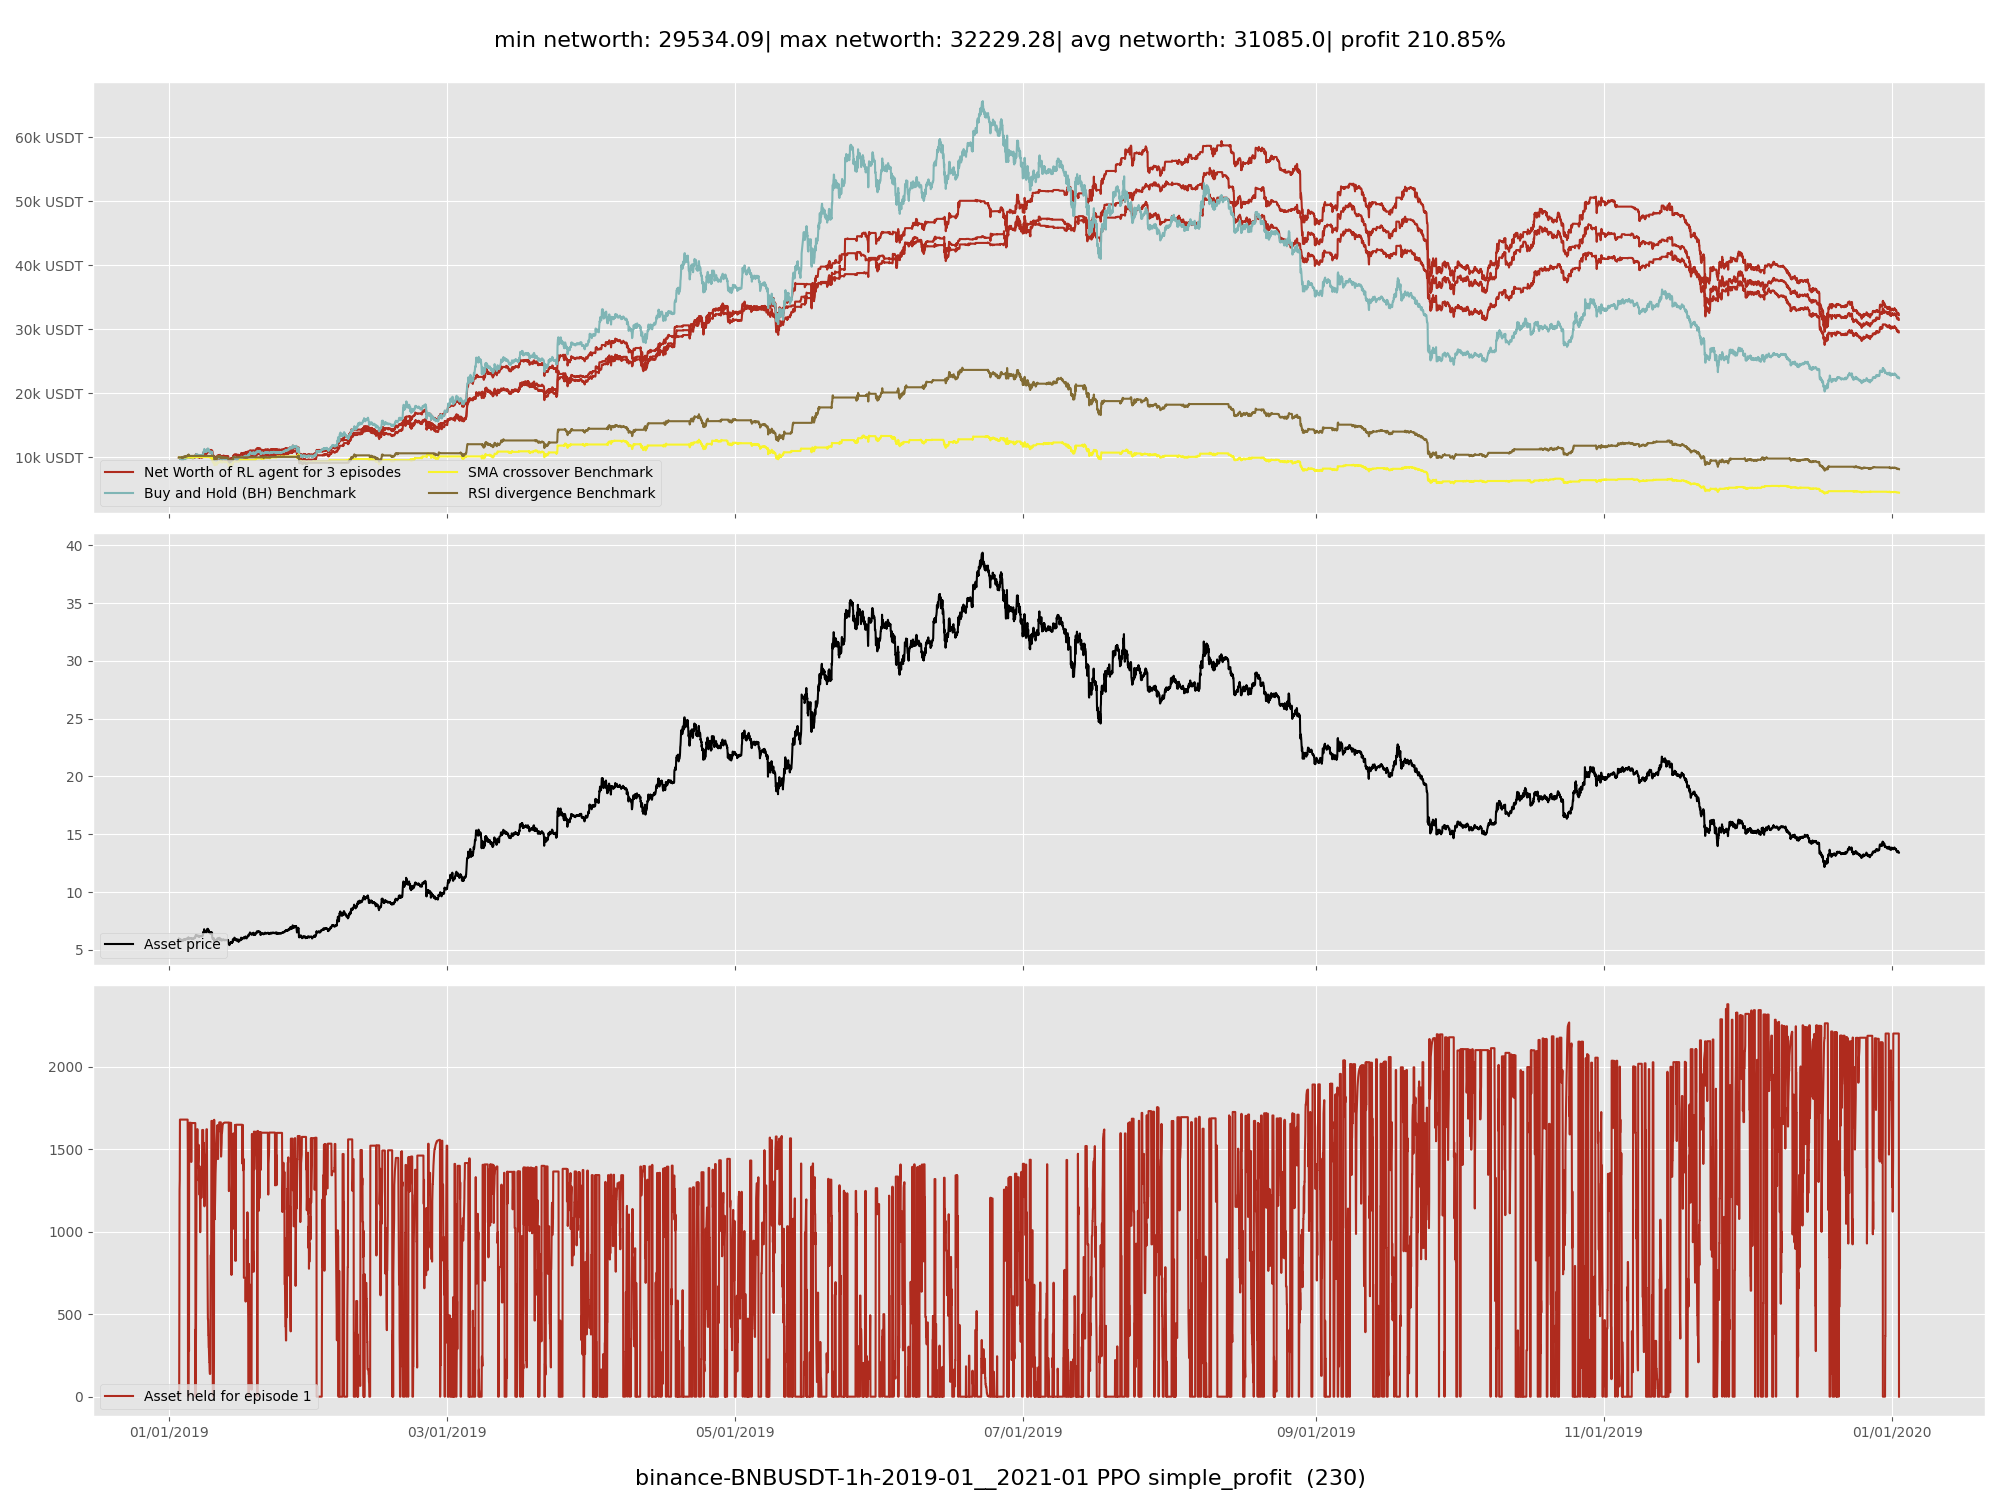 min networth: 29534.09| max networth: 32229.28| avg networth: 31085.0| profit 210.85%
60k USDT
50k USDT
40k USDT
30k USDT
20k USDT
10k USDT
Net Worth of RL agent for 3 episodes
Buy and Hold (BH) Benchmark
SMA crossover Benchmark
RSI divergence Benchmark
40
35
30
25
20
15
10
5
Asset price
2000
1500
1000
500
0
Asset held for episode 1
01/01/2019 03/01/2019 05/01/2019 07/01/2019 09/01/2019 11/01/2019 01/01/2020
binance-BNBUSDT-1h-2019-01__2021-01 PPO simple_profit (230)